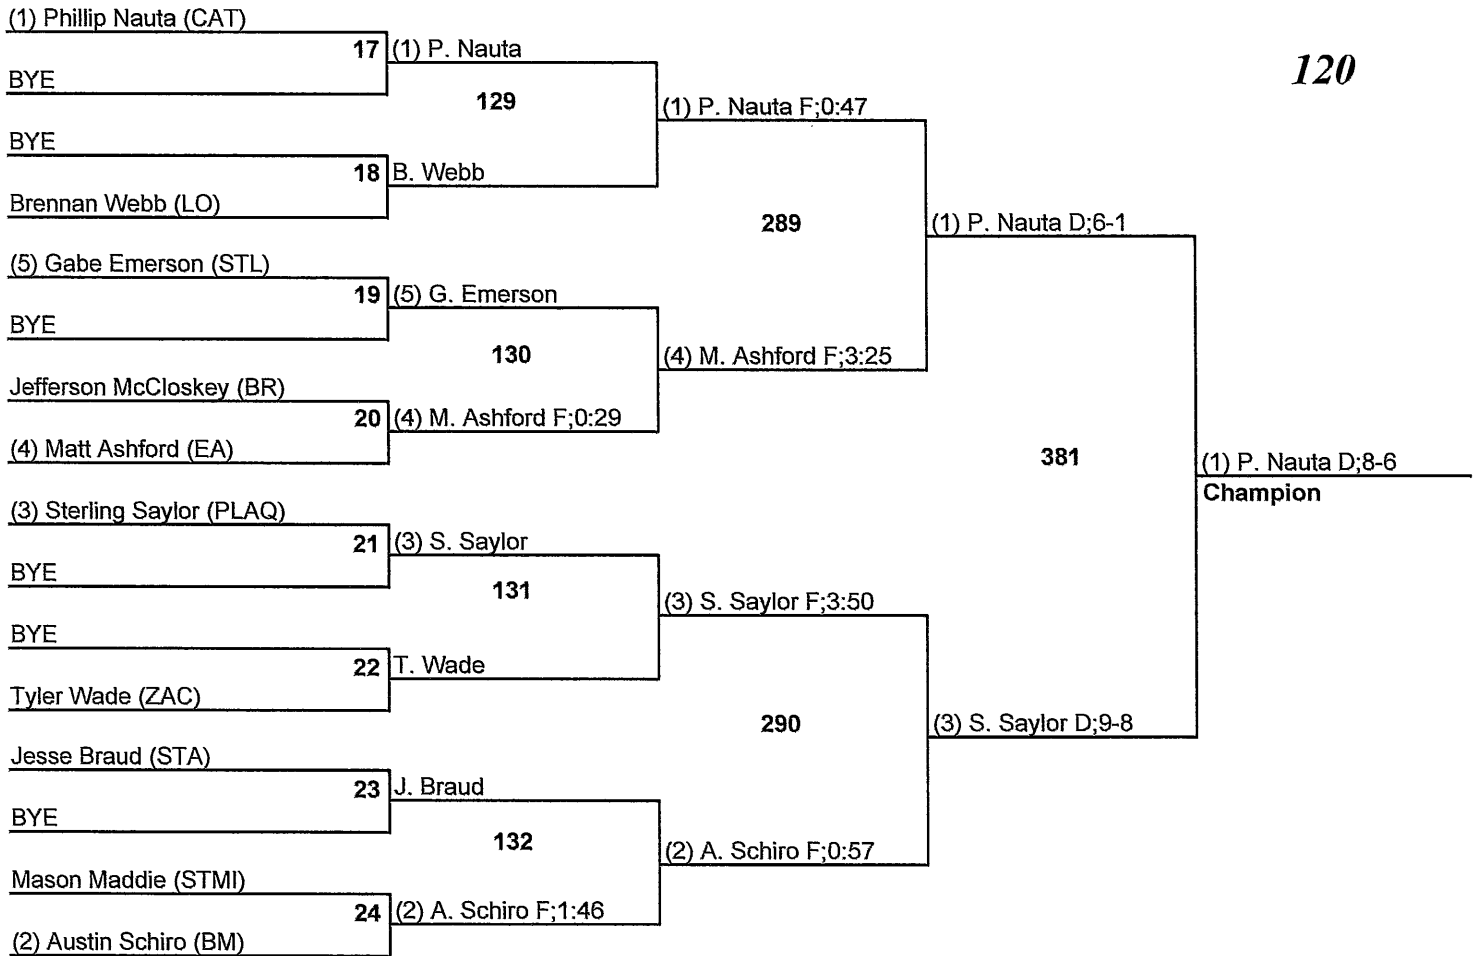 (1) Phillip Nauta (CAT)
17
(1) P. Nauta
120
BYE
129
(1) P. Nauta F;0:47
BYE
18
B. Webb
Brennan Webb (LO)
289
(1) P. Nauta D;6-1
(5) Gabe Emerson (STL)
19
(5) G. Emerson
BYE
130
(4) M. Ashford F;3:25
Jefferson McCloskey (BR)
20
(4) M. Ashford F;0:29
(4) Matt Ashford (EA)
381
(1) P. Nauta D;8-6
Champion
(3) Sterling Saylor (PLAQ)
21
(3) S. Saylor
BYE
131
(3) S. Saylor F;3:50
BYE
22
T. Wade
Tyler Wade (ZAC)
290
(3) S. Saylor D;9-8
Jesse Braud (STA)
23
J. Braud
BYE
132
(2) A. Schiro F;0:57
Mason Maddie (STMI)
24
(2) A. Schiro F;1:46
(2) Austin Schiro (BM)